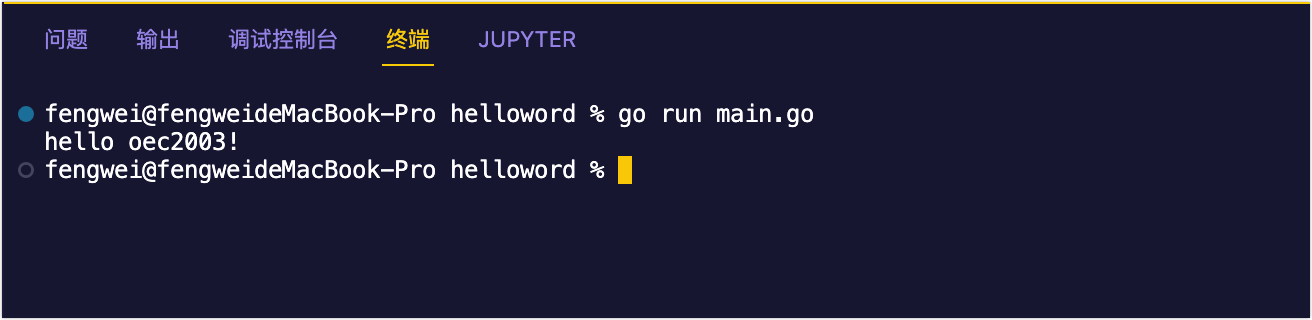 问题 输出 调试控制台 终端 JUPYTER
fengwei@fengweideMacBook-Pro helloword % go run main.go
hello oec2003!
fengwei@fengweideMacBook-Pro helloword %